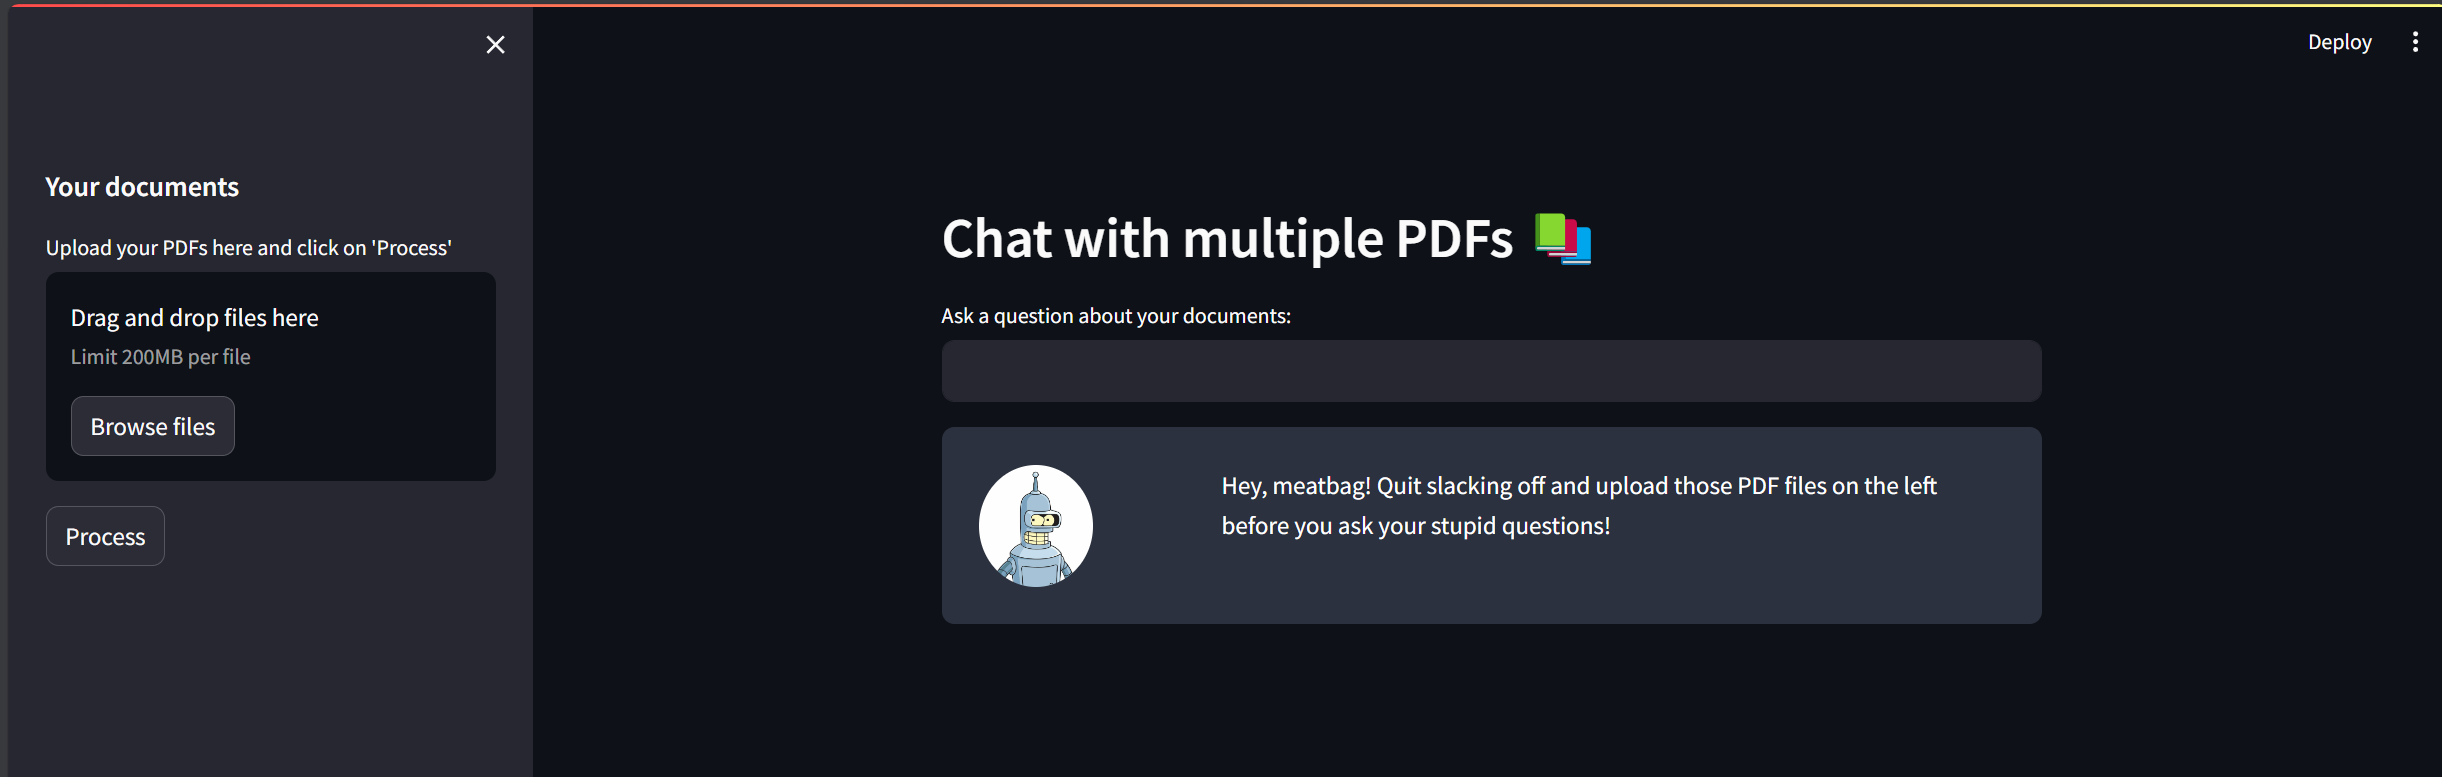 Deploy
Your documents
Upload your PDFs here and click on 'Process'
Drag and drop files here
Limit 200MB per file
Browse files
Process
Chat with multiple PDFs
Ask a question about your documents:
Hey, meatbag! Quit slacking off and upload those PDF files on the left
before you ask your stupid questions!